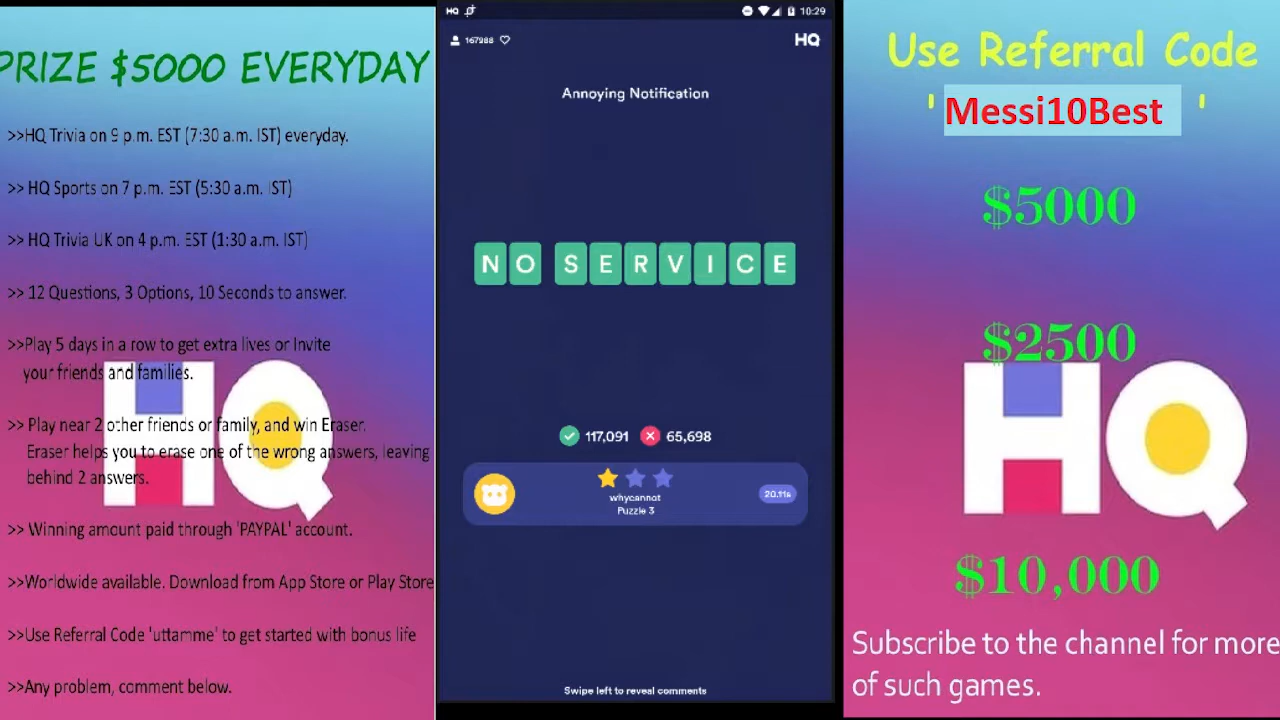 PRIZE $5000 EVERYDAY
>>HQ Trivia on 9 p.m. EST (7:30 a.m. IST) everyday.
>> HQ Sports on 7 p.m. EST (5:30 a.m. IST)
>> HQ Trivia UK on 4 p.m. EST (1:30 a.m. IST)
>> 12 Questions, 3 Options, 10 Seconds to answer.
>>Play 5 days in a row to get extra lives or Invite
your friends and families.
>> Play near 2 other friends or family, and win Eraser.
Eraser helps you to erase one of the wrong answers, leaving
behind 2 answers.
>> Winning amount paid through 'PAYPAL' account.
>>Worldwide available. Download from App Store or Play Store
>>Use Referral Code 'uttamme' to get started with bonus life
>>Any problem, comment below.
HQ
HQ
10:29
167988
HQ
Annoying Notification
NO SERVICE
117,091
65,698
whycannot
Puzzle 3
20.11s
Swipe left to reveal comments
Use Referral Code
' Messi10Best '
$5000
$2500
HQ
$10,000
Subscribe to the channel for more
of such games.